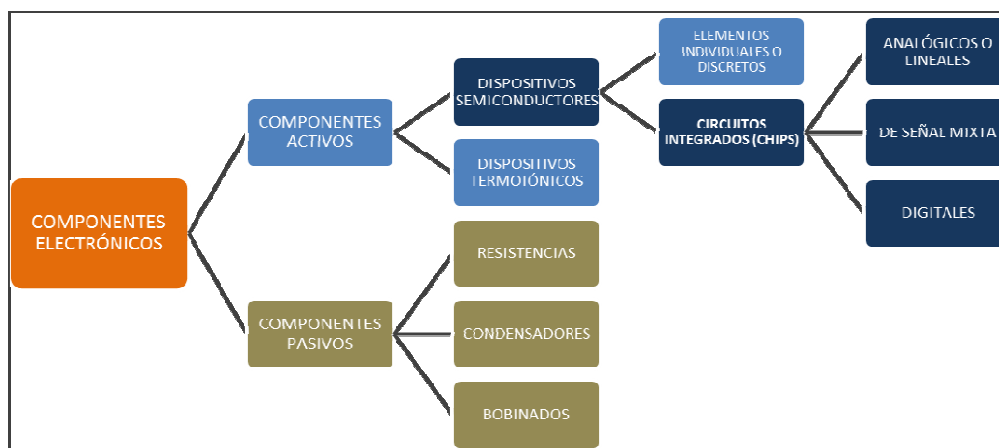 COMPONENTES
ELECTRÓNICOS
COMPONENTES
ACTIVOS
DISPOSITIVOS
SEMICONDUCTORES
ELEMENTOS
INDIVIDUALES O
DISCRETOS
CIRCUITOS
INTEGRADOS (CHIPS)
ANALÓGICOS O
LINEALES
DE SEÑAL MIXTA
DIGITALES
DISPOSITIVOS
TERMOIÓNICOS
COMPONENTES
PASIVOS
RESISTENCIAS
CONDENSADORES
BOBINADOS